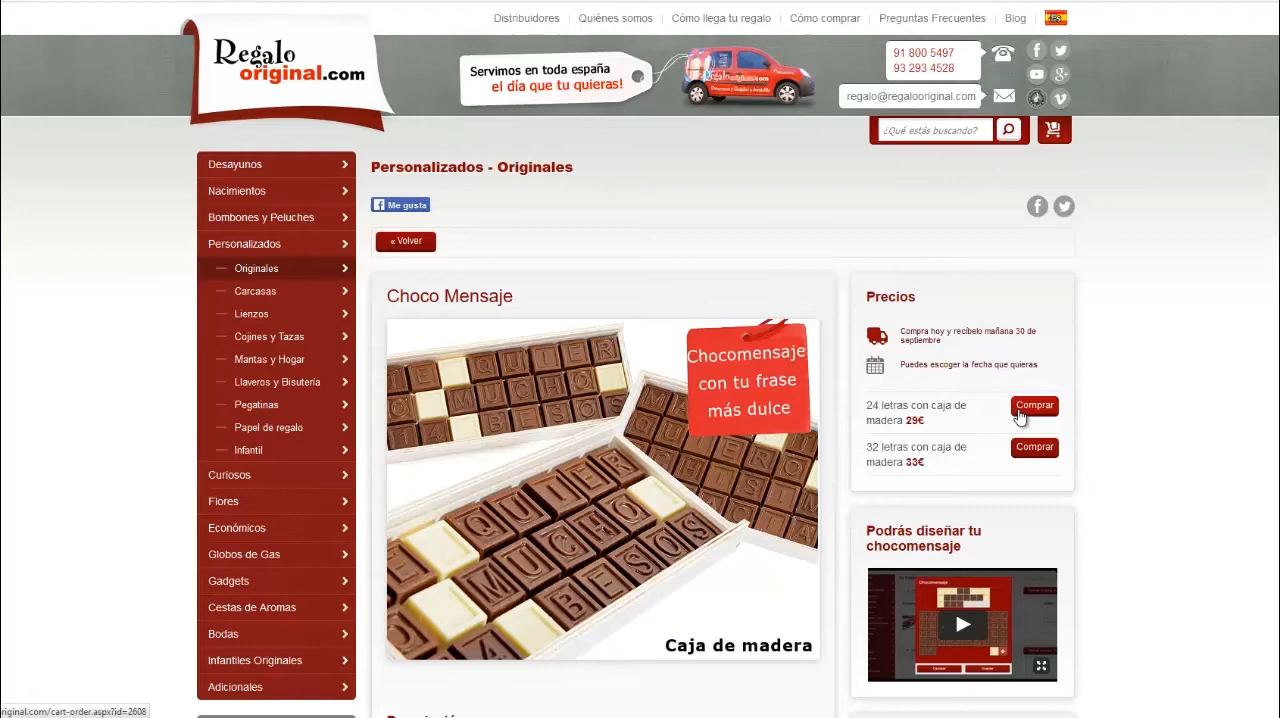 Distribuidores
Quiénes somos
Cómo llega tu regalo
Cómo comprar
Preguntas Frecuentes
Blog
Regalo
original.com
Servimos en toda españa
el día que tu quieras!
91 800 5497
93 293 4528
regalo@regalooriginal.com
¿Qué estás buscando?
Desayunos
Nacimientos
Bombones y Peluches
Personalizados
Originales
Carcasas
Lienzos
Cojines y Tazas
Mantas y Hogar
Llaveros y Bisutería
Pegatinas
Papel de regalo
Infantil
Curiosos
Flores
Económicos
Globos de Gas
Gadgets
Cestas de Aromas
Bodas
Infantiles Originales
Adicionales
Personalizados - Originales
Me gusta
« Volver
Choco Mensaje
Chocomensaje
con tu frase
más dulce
QUIER
MUCHO
BESOS
Caja de madera
Precios
Compra hoy y recíbelo mañana 30 de
septiembre
Puedes escoger la fecha que quieras
24 letras con caja de
madera 29€
Comprar
32 letras con caja de
madera 33€
Comprar
Podrás diseñar tu
chocomensaje
Chocomensaje
riginal.com/cart-order.aspx?id=2608